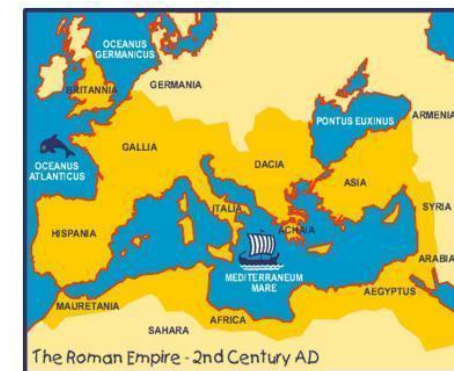 OCEANUS
GERMANICUS
BRITANNIA
GERMANIA
ARMENIA
PONTUS EUXINUS
GALLIA
OCEANUS
ATLANTICUS
DACIA
ASIA
ITALIA
SYRIA
HISPANIA
ACHAIA
MEDITERRANEUM
MARE
ARABIA
AEGYPTUS
MAURETANIA
AFRICA
SAHARA
The Roman Empire - 2nd Century AD